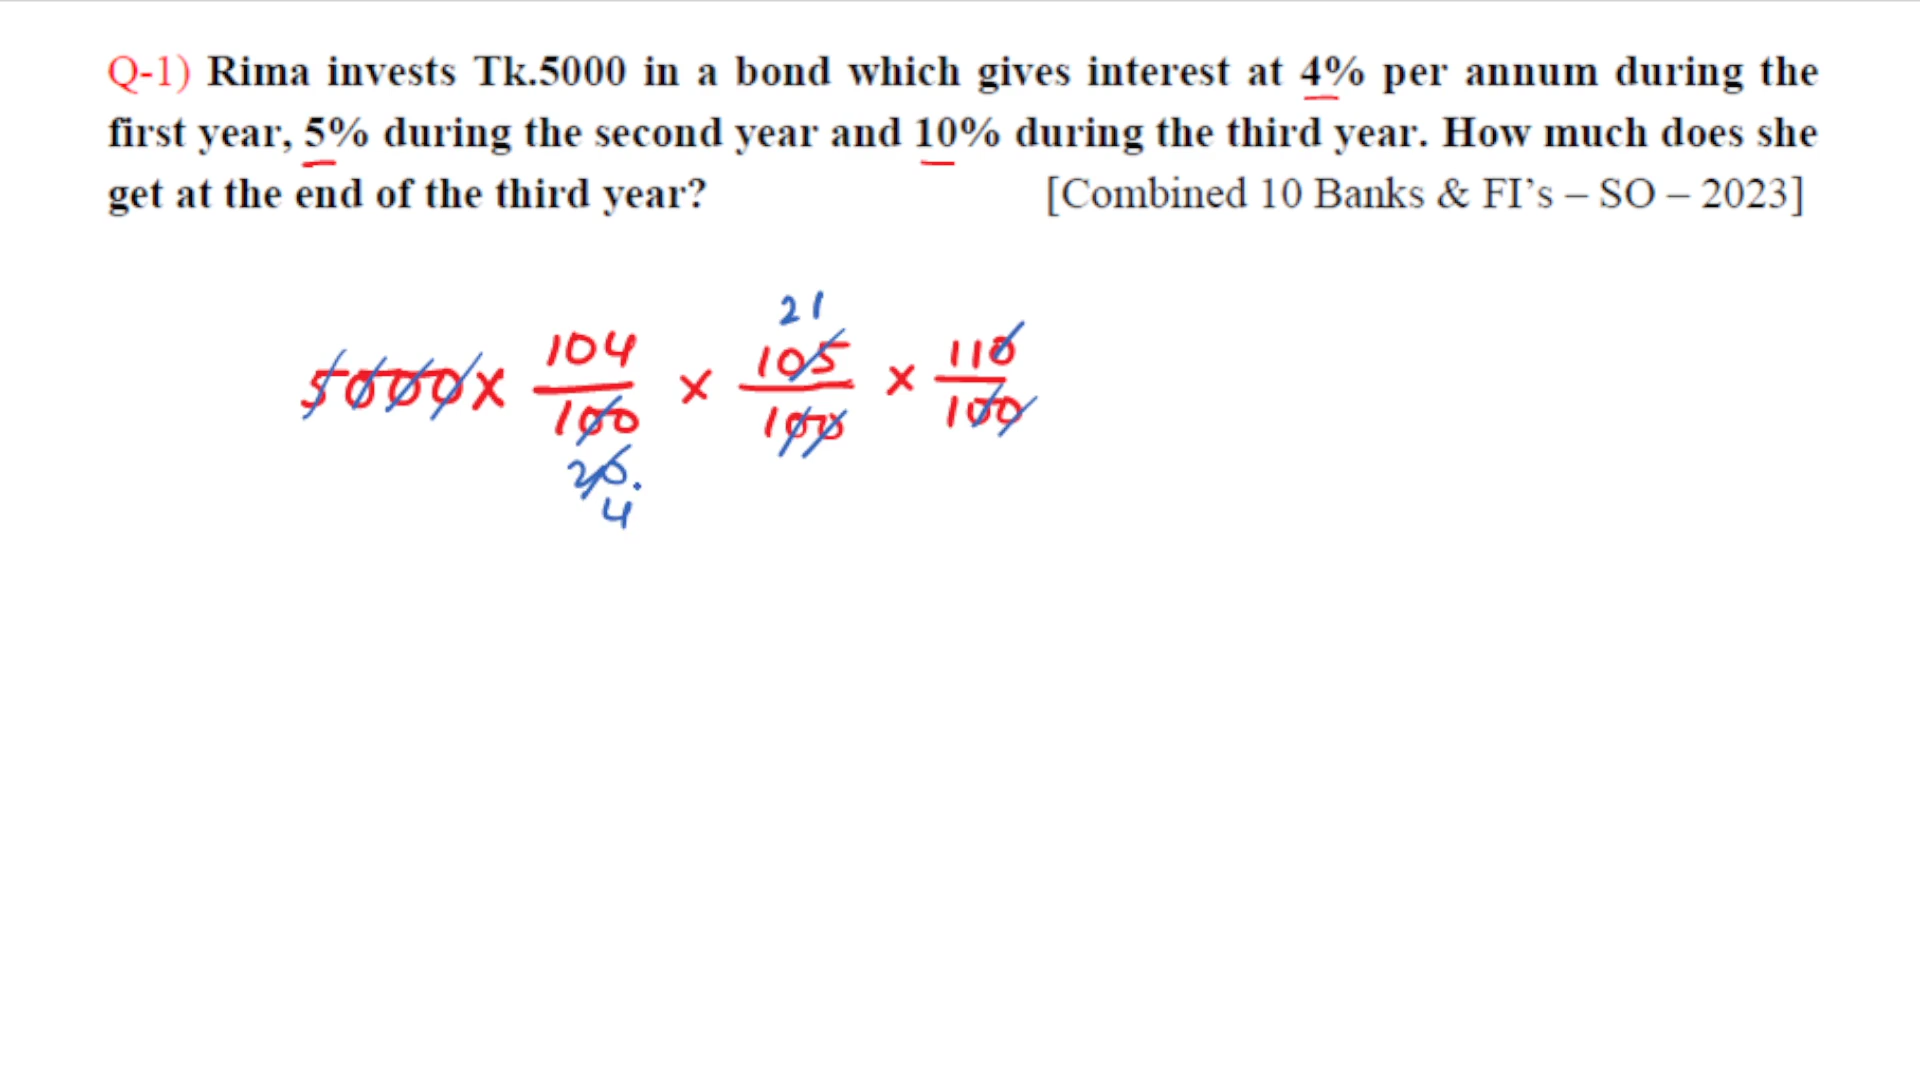 Q-1) Rima invests Tk.5000 in a bond which gives interest at 4% per annum during the
first year, 5% during the second year and 10% during the third year. How much does she
get at the end of the third year? [Combined 10 Banks & FI’s – SO – 2023]
21
5000 × 104/100 × 105/100 × 110/100
20.
4